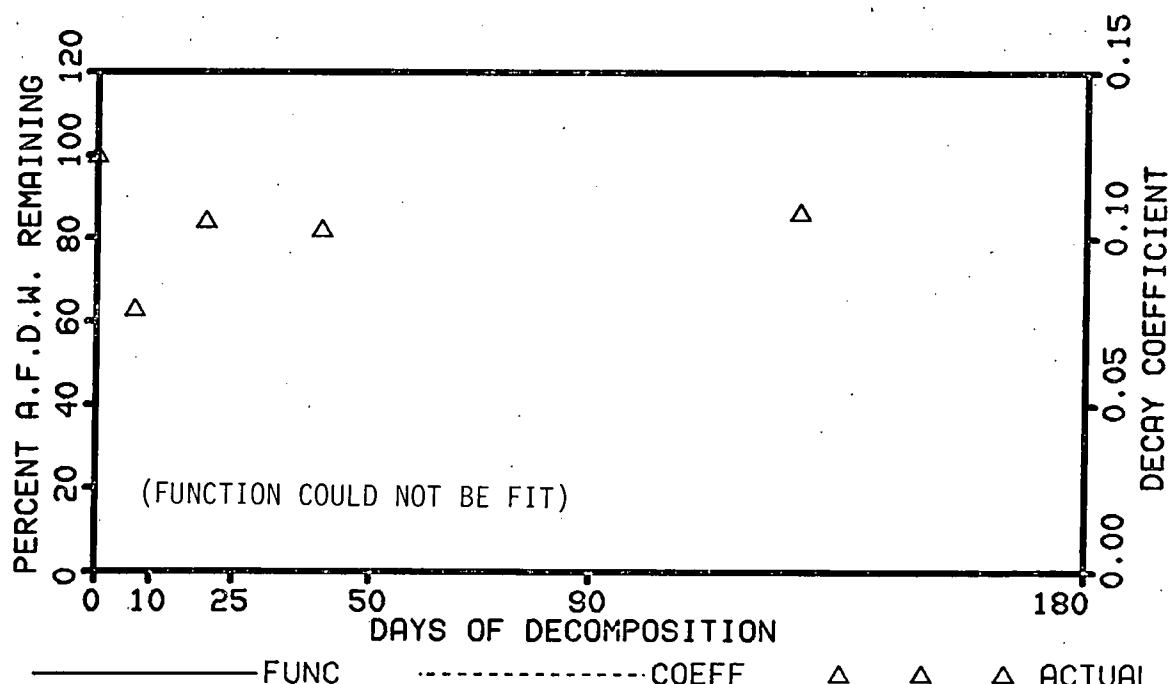 PERCENT A.F.D.W. REMAINING
120
100
80
60
40
20
0
(FUNCTION COULD NOT BE FIT)
0 10 25 50 90 180
DAYS OF DECOMPOSITION
0.15
0.10
0.05
0.00
DECAY COEFFICIENT
FUNC COEFF ACTUAL